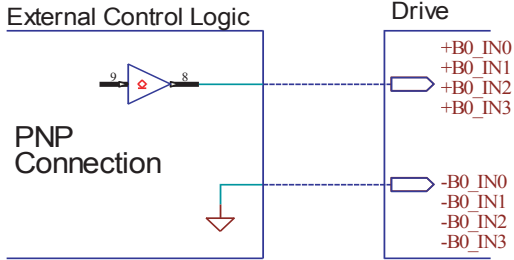 External Control Logic
Drive
+B0_IN0
+B0_IN1
+B0_IN2
+B0_IN3
9
8
PNP
Connection
-B0_IN0
-B0_IN1
-B0_IN2
-B0_IN3